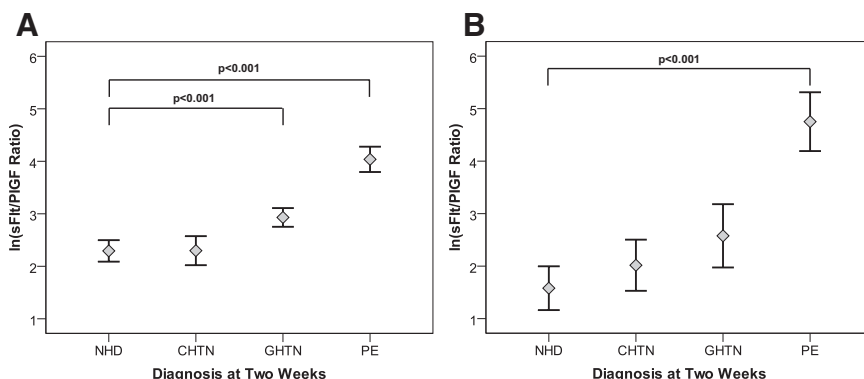 A
ln(sFlt/PlGF Ratio)
6
5
4
3
2
1
p<0.001
p<0.001
NHD CHTN GHTN PE
Diagnosis at Two Weeks
B
ln(sFlt/PlGF Ratio)
6
5
4
3
2
1
p<0.001
NHD CHTN GHTN PE
Diagnosis at Two Weeks